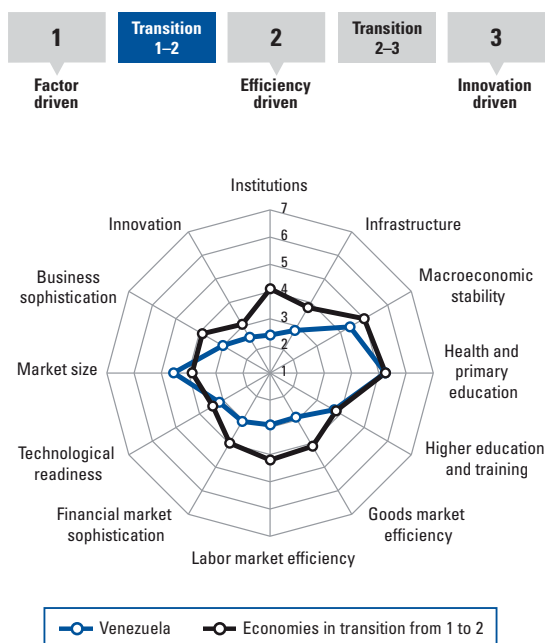 1
Transition
1–2
2
Transition
2–3
3
Factor
driven
Efficiency
driven
Innovation
driven
Institutions
7
Innovation
6
Infrastructure
5
Business
sophistication
4
Macroeconomic
stability
3
2
Market size
1
Health and
primary
education
Technological
readiness
Higher education
and training
Financial market
sophistication
Goods market
efficiency
Labor market efficiency
Venezuela
Economies in transition from 1 to 2